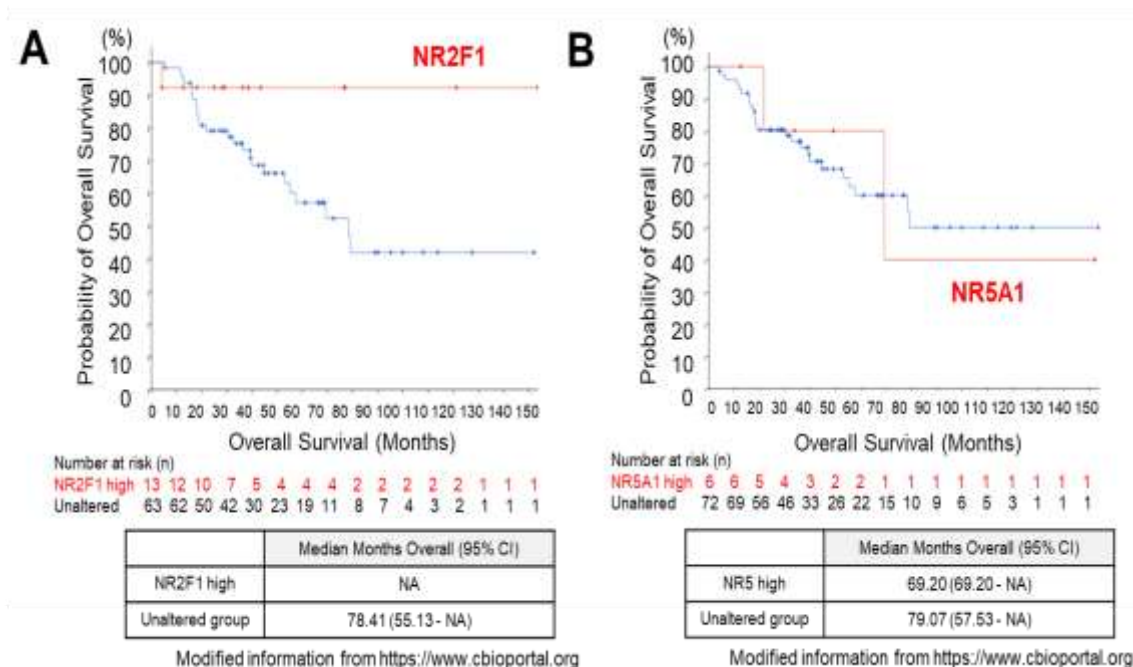 A
(%)
NR2F1
100
90
80
70
60
50
40
30
20
10
0
Probability of Overall Survival
0 10 20 30 40 50 60 70 80 90 100 110 120 130 140 150
Overall Survival (Months)
Number at risk (n)
NR2F1 high 13 12 10 7 5 4 4 4 2 2 2 2 2 1 1 1
Unaltered 63 62 50 42 30 23 19 11 8 7 4 3 2 1 1 1
Median Months Overall (95% CI)
NR2F1 high NA
Unaltered group 78.41 (55.13 - NA)
Modified information from https://www.cbioportal.org
B
(%)
100
90
80
70
60
50
40
30
20
10
0
Probability of Overall Survival
NR5A1
0 10 20 30 40 50 60 70 80 90 100 110 120 130 140 150
Overall Survival (Months)
Number at risk (n)
NR5A1 high 6 6 5 4 3 2 2 1 1 1 1 1 1 1 1 1
Unaltered 72 69 56 46 33 26 22 15 10 9 6 5 3 1 1 1
Median Months Overall (95% CI)
NR5 high 69.20 (69.20 - NA)
Unaltered group 79.07 (57.53 - NA)
Modified information from https://www.cbioportal.org